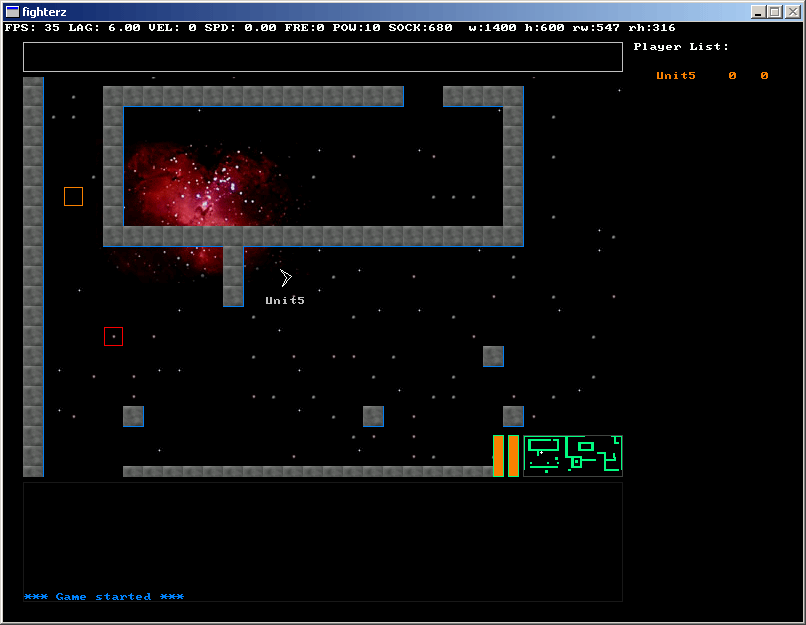 fighterz
FPS: 35 LAG: 6.00 VEL: 0 SPD: 0.00 FRE:0 POW:10 SOCK:680 w:1400 h:600 rw:547 rh:316
Player List:
Unit5 0 0
Unit5
*** Game started ***